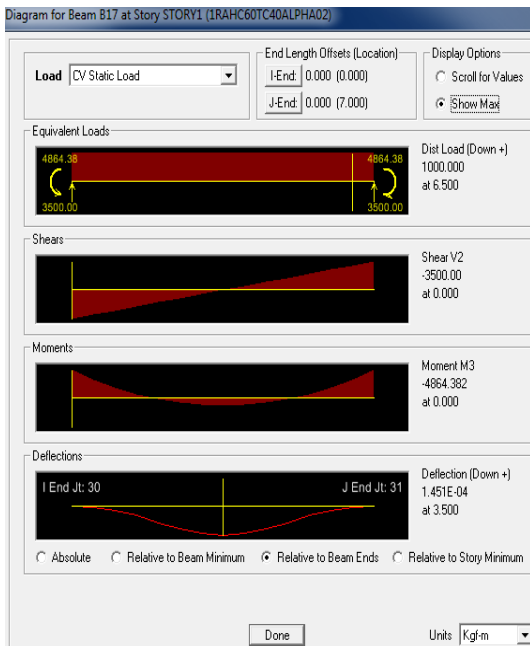 Diagram for Beam B17 at Story STORY1 (1RAHC60TC40ALPHA02)
Load CV Static Load
End Length Offsets (Location)
I-End: 0.000 (0.000)
J-End: 0.000 (7.000)
Display Options
Scroll for Values
Show Max
Equivalent Loads
4864.38 4864.38
3500.00 3500.00
Dist Load (Down +)
1000.000
at 6.500
Shears
Shear V2
-3500.00
at 0.000
Moments
Moment M3
-4864.382
at 0.000
Deflections
I End Jt: 30 J End Jt: 31
Deflection (Down +)
1.451E-04
at 3.500
Absolute Relative to Beam Minimum Relative to Beam Ends Relative to Story Minimum
Done Units Kgf-m